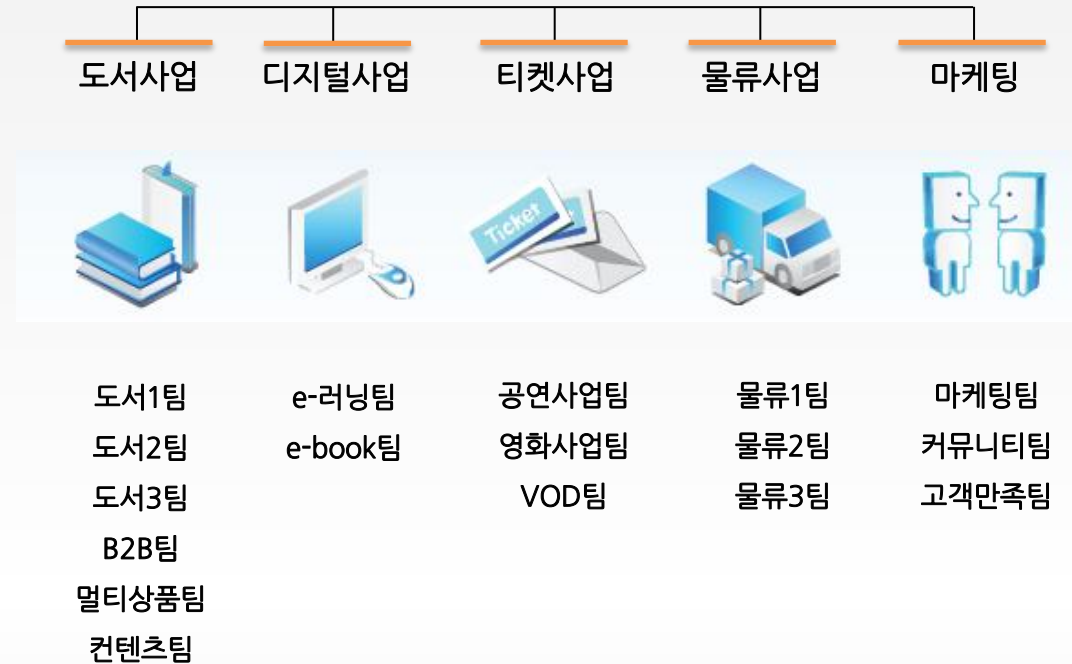 도서사업 디지털사업 티켓사업 물류사업 마케팅
Ticket
도서1팀 e-러닝팀 공연사업팀 물류1팀 마케팅팀
도서2팀 e-book팀 영화사업팀 물류2팀 커뮤니티팀
도서3팀 VOD팀 물류3팀 고객만족팀
B2B팀
멀티상품팀
컨텐츠팀